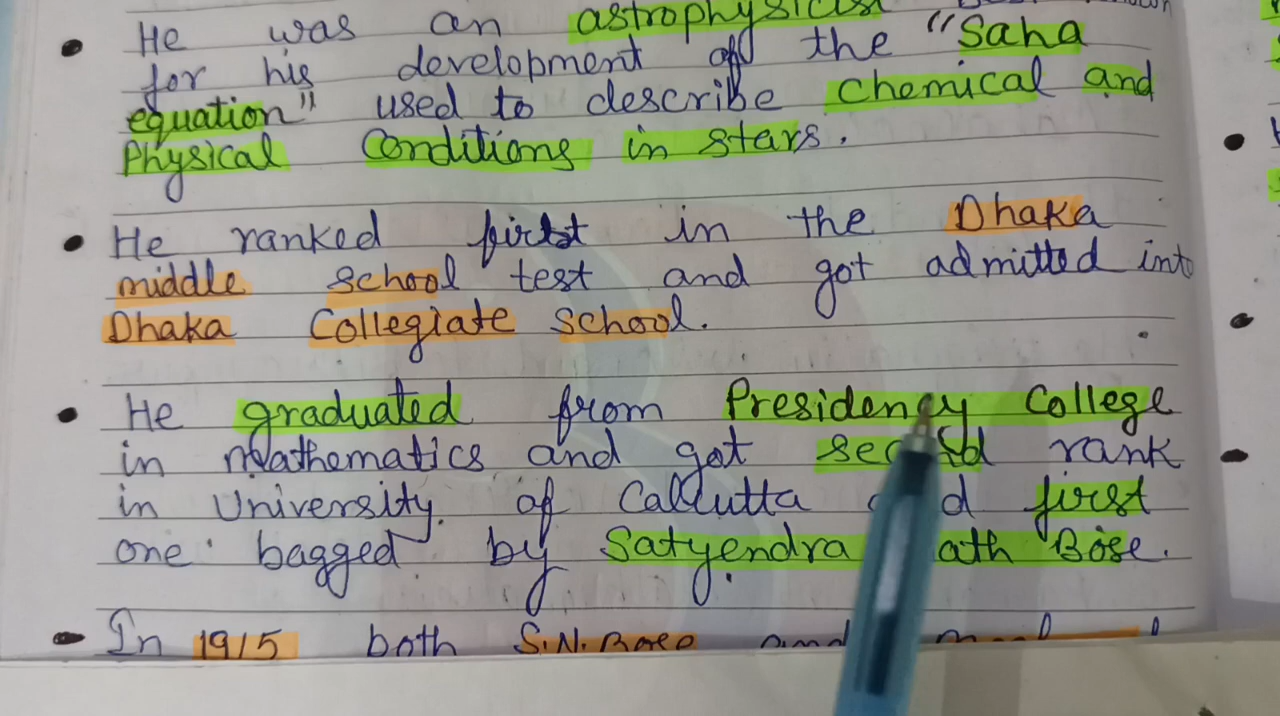 He was an astrophysicist
for his development of the "Saha
equation" used to describe chemical and
Physical Conditions in stars.
He ranked first in the Dhaka
middle school test and got admitted into
Dhaka Collegiate School.
He graduated from Presidency College
in Mathematics and got second rank
in University of Calcutta and first
one bagged by Satyendra Nath Bose.
In 1915 both S.N. Bose and